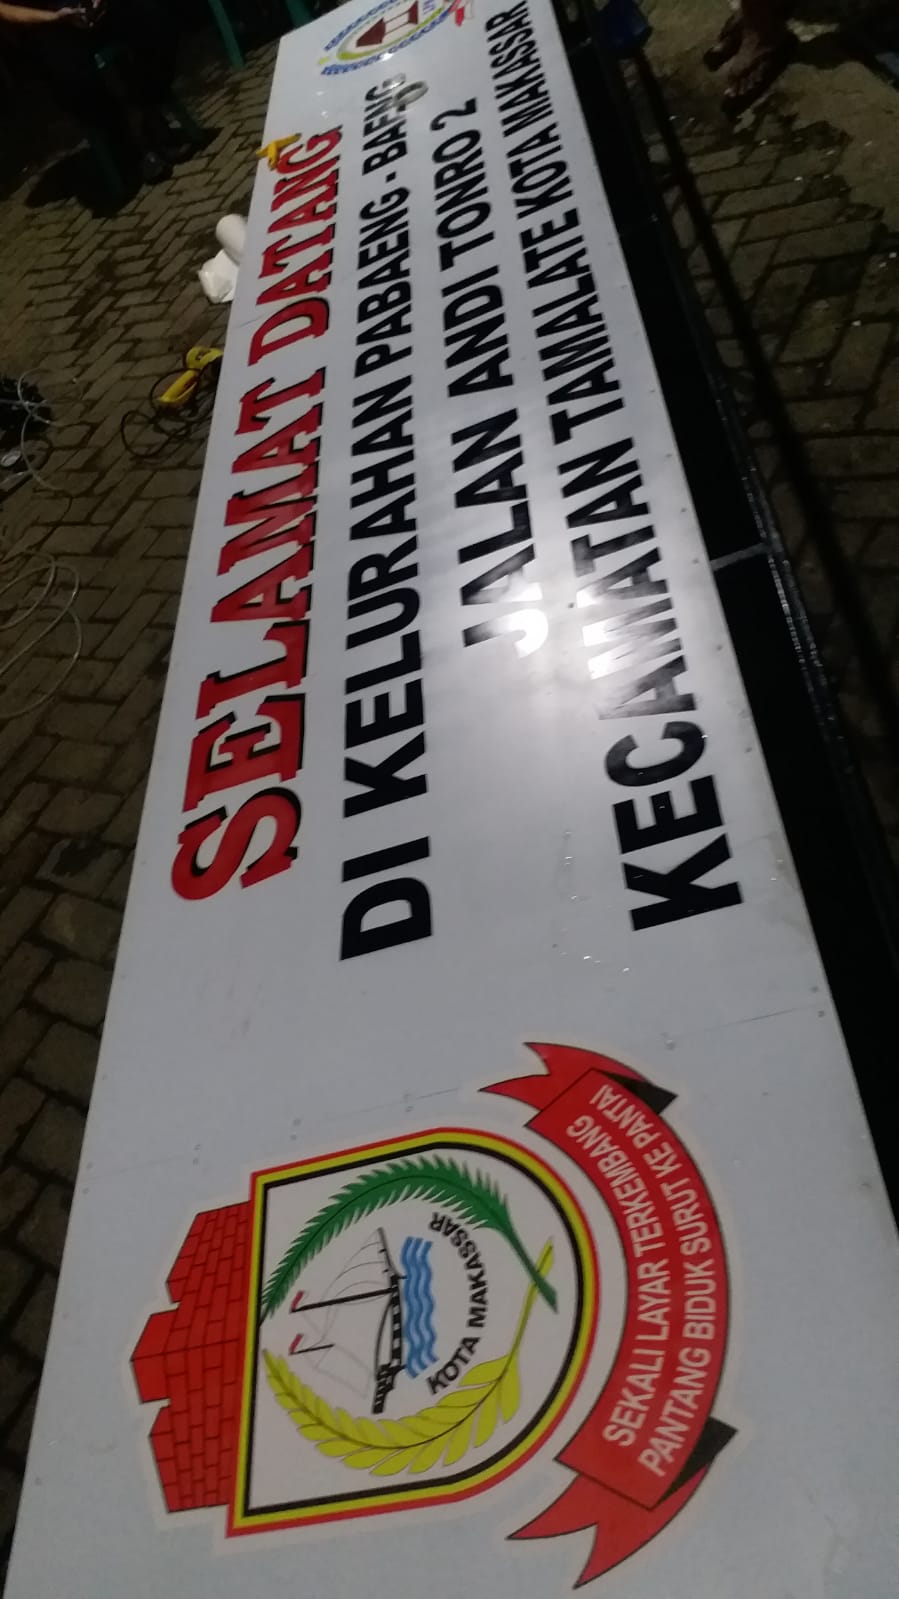 SELAMAT DATANG
DI KELURAHAN PABAENG - BAENG
JALAN ANDI TONRO 2
KECAMATAN TAMALATE KOTA MAKASSAR
KOTA MAKASSAR
SEKALI LAYAR TERKEMBANG
PANTANG BIDUK SURUT KE PANTAI